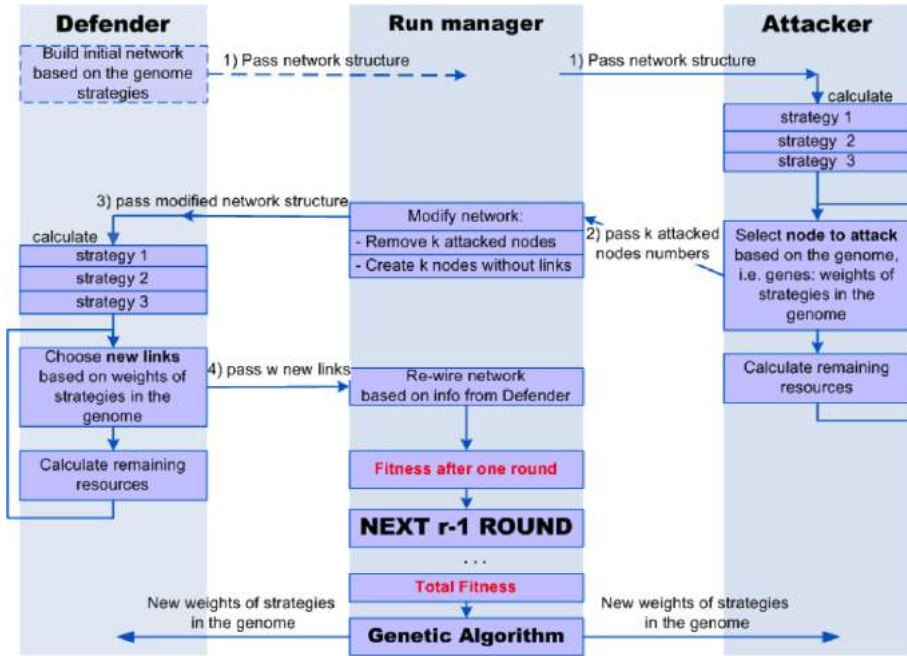 Defender
Run manager
Attacker
Build initial network
based on the genome
strategies
1) Pass network structure
1) Pass network structure
calculate
strategy 1
strategy 2
strategy 3
3) pass modified network structure
calculate
strategy 1
strategy 2
strategy 3
Modify network:
- Remove k attacked nodes
- Create k nodes without links
2) pass k attacked
nodes numbers
Select node to attack
based on the genome,
i.e. genes: weights of
strategies in the
genome
Choose new links
based on weights of
strategies in the
genome
4) pass w new links
Re-wire network
based on info from Defender
Calculate remaining
resources
Calculate remaining
resources
Fitness after one round
NEXT r-1 ROUND
...
Total Fitness
New weights of strategies
in the genome
Genetic Algorithm
New weights of strategies
in the genome